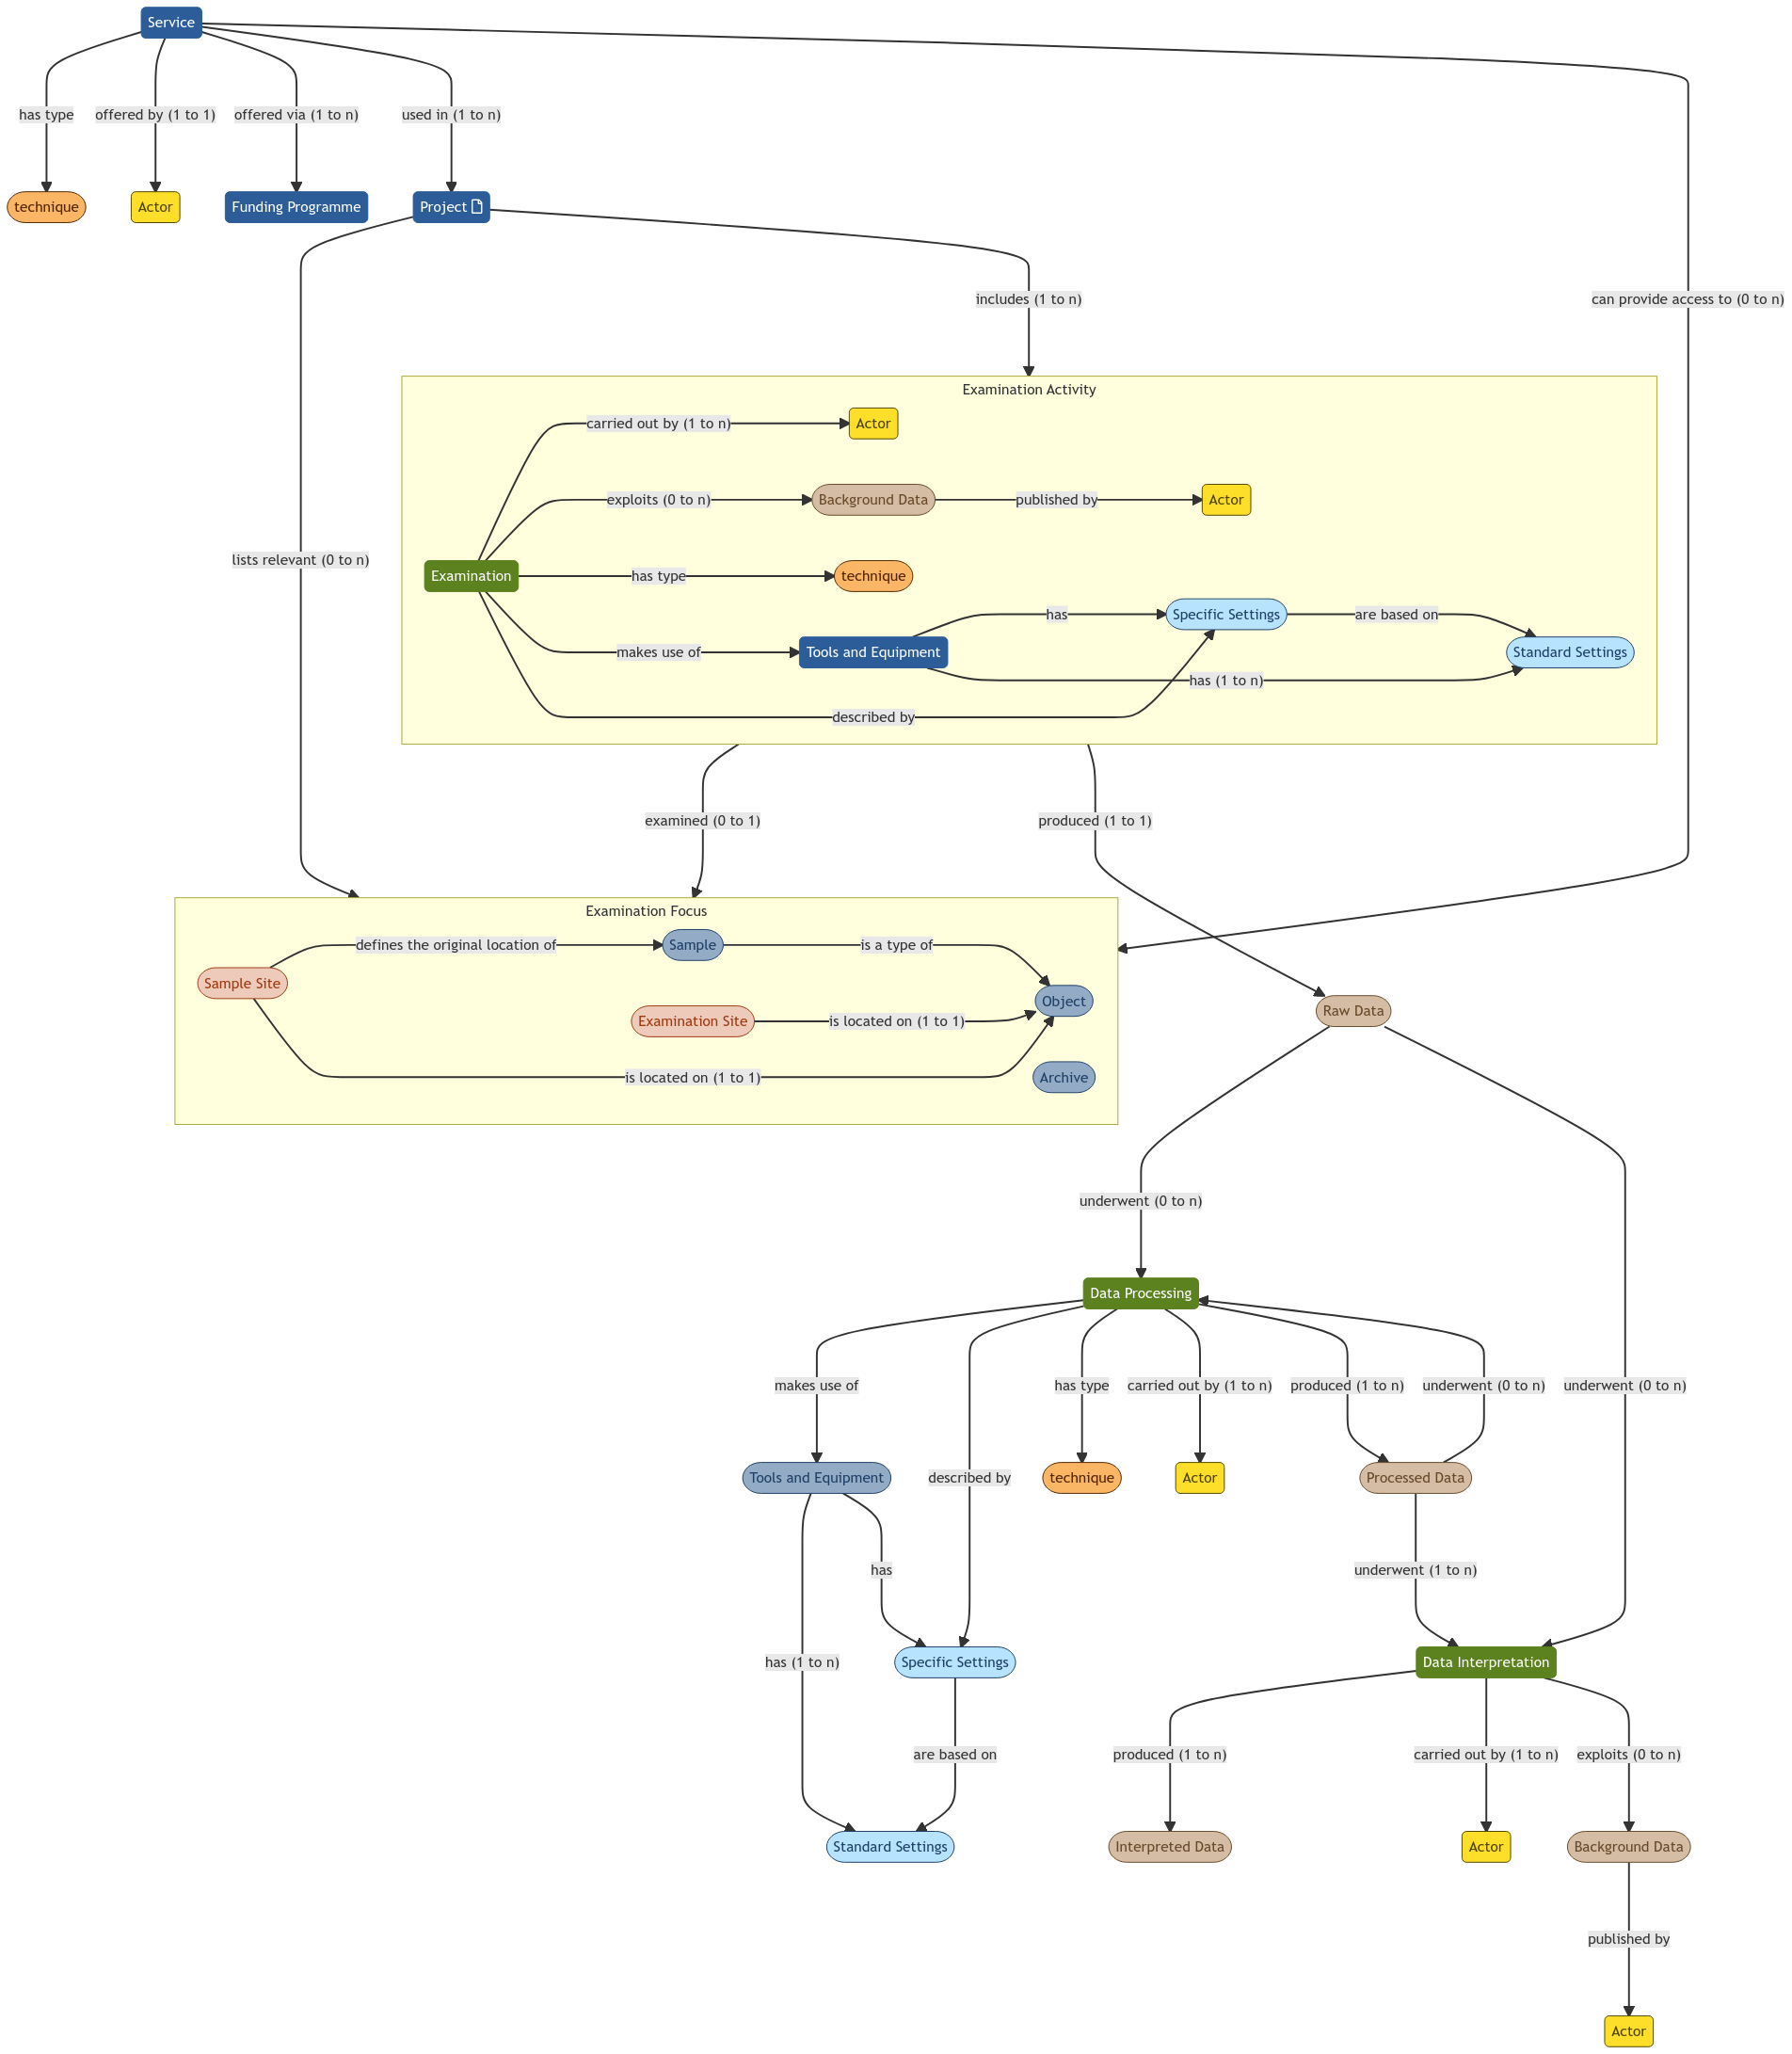 Service
has type
offered by (1 to 1)
offered via (1 to n)
used in (1 to n)
technique
Actor
Funding Programme
Project
includes (1 to n)
can provide access to (0 to n)
Examination Activity
carried out by (1 to n)
Actor
exploits (0 to n)
Background Data
published by
Actor
lists relevant (0 to n)
Examination
has type
technique
has
Specific Settings
are based on
makes use of
Tools and Equipment
Standard Settings
has (1 to n)
described by
examined (0 to 1)
produced (1 to 1)
Examination Focus
defines the original location of
Sample
is a type of
Sample Site
Object
Examination Site
is located on (1 to 1)
Raw Data
is located on (1 to 1)
Archive
underwent (0 to n)
Data Processing
makes use of
has type
carried out by (1 to n)
produced (1 to n)
underwent (0 to n)
underwent (0 to n)
Tools and Equipment
described by
technique
Actor
Processed Data
has
underwent (1 to n)
has (1 to n)
Specific Settings
Data Interpretation
are based on
produced (1 to n)
carried out by (1 to n)
exploits (0 to n)
Standard Settings
Interpreted Data
Actor
Background Data
published by
Actor